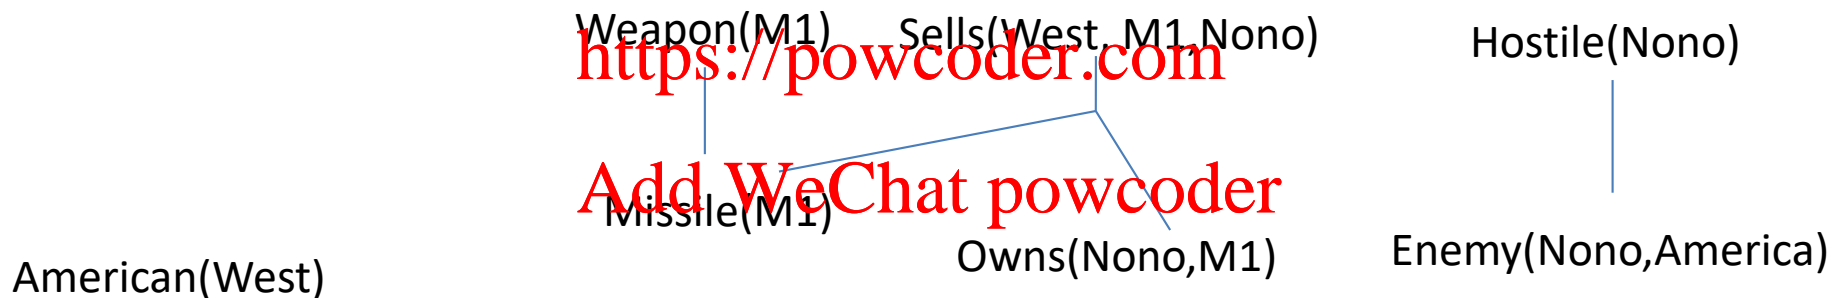 Weapon(M1)
Sells(West, M1,Nono)
Hostile(Nono)
https://powcoder.com
Add WeChat powcoder
Missile(M1)
Owns(Nono,M1)
Enemy(Nono,America)
American(West)